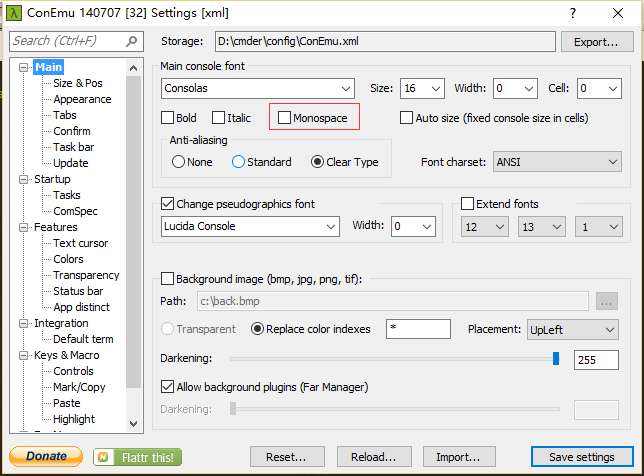 λ ConEmu 140707 [32] Settings [xml]
Search (Ctrl+F)
Storage: D:\cmder\config\ConEmu.xml Export...
Main
Size & Pos
Appearance
Tabs
Confirm
Task bar
Update
Startup
Tasks
ComSpec
Features
Text cursor
Colors
Transparency
Status bar
App distinct
Integration
Default term
Keys & Macro
Controls
Mark/Copy
Paste
Highlight
Main console font
Consolas Size: 16 Width: 0 Cell: 0
Bold Italic Monospace Auto size (fixed console size in cells)
Anti-aliasing
None Standard Clear Type Font charset: ANSI
Change pseudographics font
Lucida Console Width: 0
Extend fonts
12 13 1
Background image (bmp, jpg, png, tif):
Path: c:\back.bmp ...
Transparent Replace color indexes * Placement: UpLeft
Darkening: 255
Allow background plugins (Far Manager)
Darkening:
Donate Flattr this! Reset... Reload... Import... Save settings